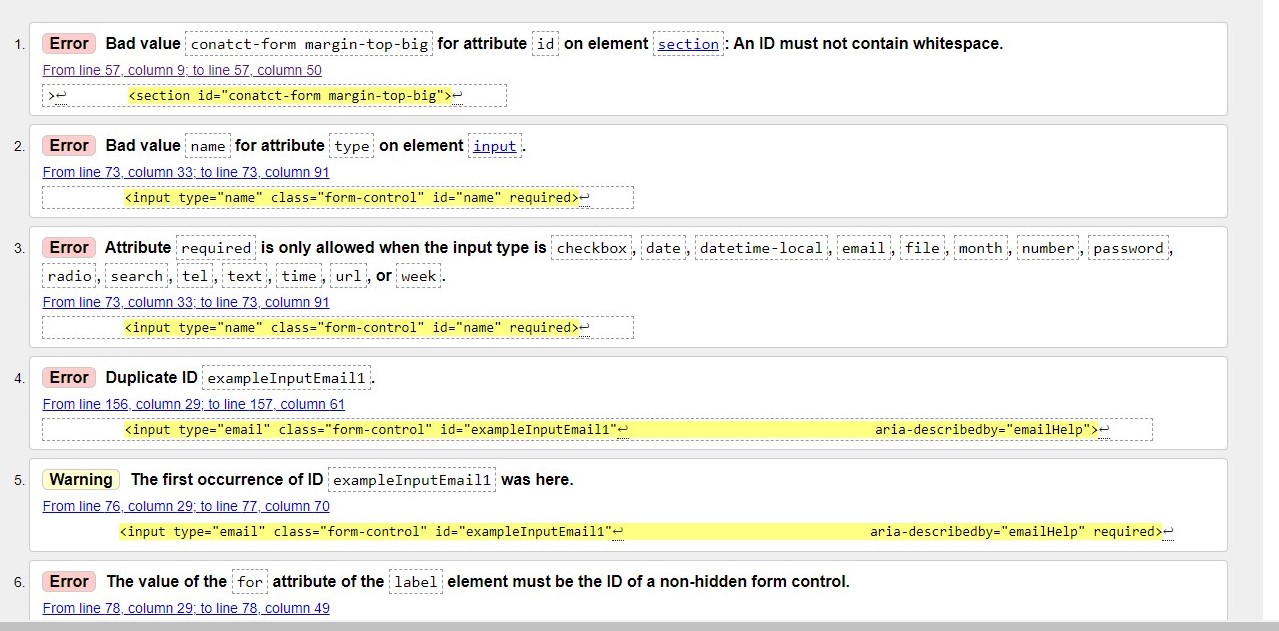 1. Error Bad value conatct-form margin-top-big for attribute id on element section: An ID must not contain whitespace.
From line 57, column 9; to line 57, column 50
>↩ <section id="conatct-form margin-top-big">↩
2. Error Bad value name for attribute type on element input.
From line 73, column 33; to line 73, column 91
<input type="name" class="form-control" id="name" required>↩
3. Error Attribute required is only allowed when the input type is checkbox, date, datetime-local, email, file, month, number, password,
radio, search, tel, text, time, url, or week.
From line 73, column 33; to line 73, column 91
<input type="name" class="form-control" id="name" required>↩
4. Error Duplicate ID exampleInputEmail1.
From line 156, column 29; to line 157, column 61
<input type="email" class="form-control" id="exampleInputEmail1"↩ aria-describedby="emailHelp">↩
5. Warning The first occurrence of ID exampleInputEmail1 was here.
From line 76, column 29; to line 77, column 70
<input type="email" class="form-control" id="exampleInputEmail1"↩ aria-describedby="emailHelp" required>↩
6. Error The value of the for attribute of the label element must be the ID of a non-hidden form control.
From line 78, column 29; to line 78, column 49